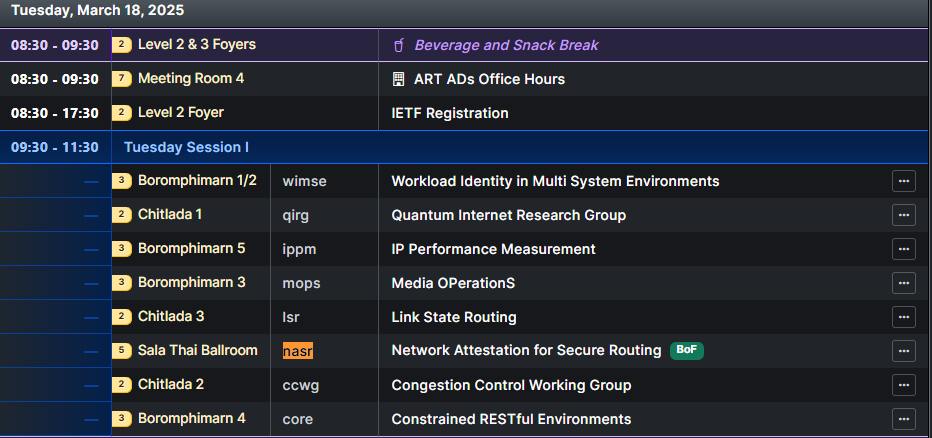 Tuesday, March 18, 2025
08:30 - 09:30 2 Level 2 & 3 Foyers Beverage and Snack Break
08:30 - 09:30 7 Meeting Room 4 ART ADs Office Hours
08:30 - 17:30 2 Level 2 Foyer IETF Registration
09:30 - 11:30 Tuesday Session I
— 3 Boromphimarn 1/2 wimse Workload Identity in Multi System Environments ...
— 2 Chitlada 1 qirg Quantum Internet Research Group ...
— 3 Boromphimarn 5 ippm IP Performance Measurement ...
— 3 Boromphimarn 3 mops Media OPerationS ...
— 2 Chitlada 3 lsr Link State Routing ...
— 5 Sala Thai Ballroom nasr Network Attestation for Secure Routing BoF ...
— 2 Chitlada 2 ccwg Congestion Control Working Group ...
— 3 Boromphimarn 4 core Constrained RESTful Environments ...